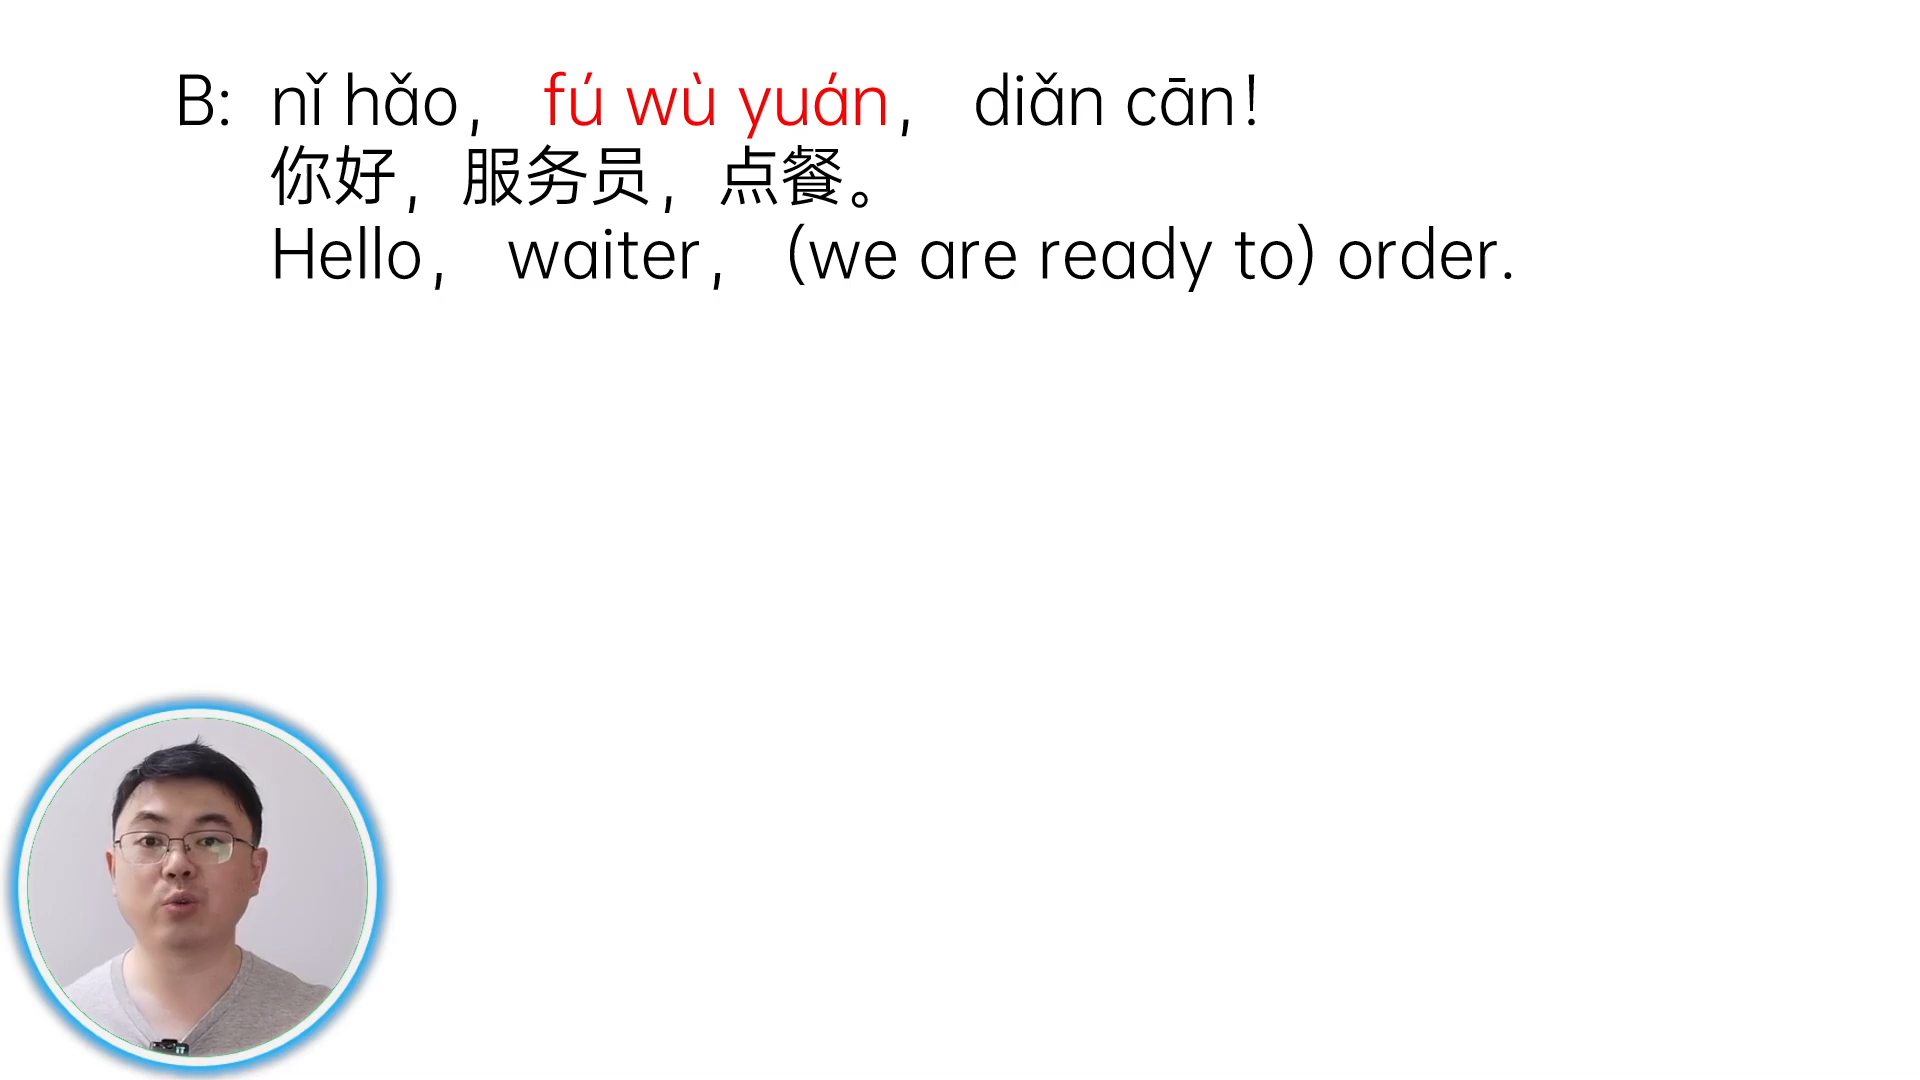 B: nǐ hǎo， fú wù yuán， diǎn cān！
你好，服务员，点餐。
Hello， waiter， (we are ready to) order.